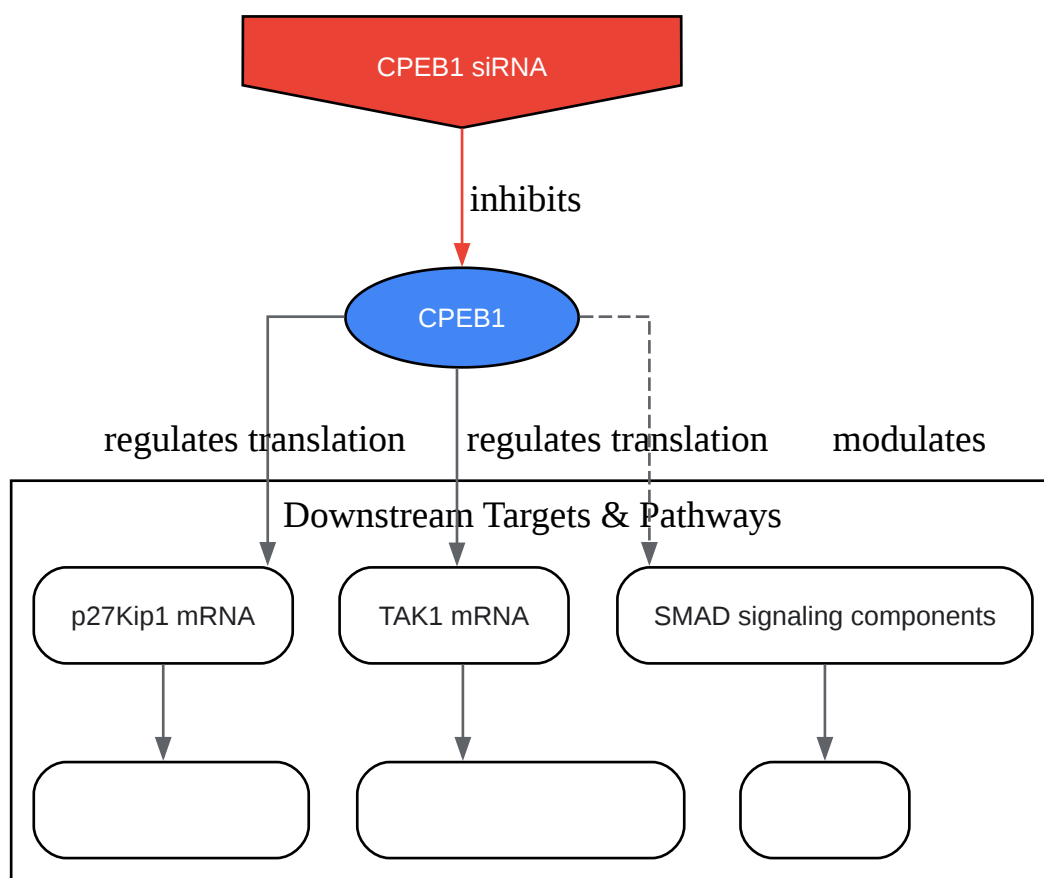 CPEB1 siRNA
inhibits
CPEB1
regulates translation
regulates translation
modulates
Downstream Targets & Pathways
p27Kip1 mRNA
TAK1 mRNA
SMAD signaling components